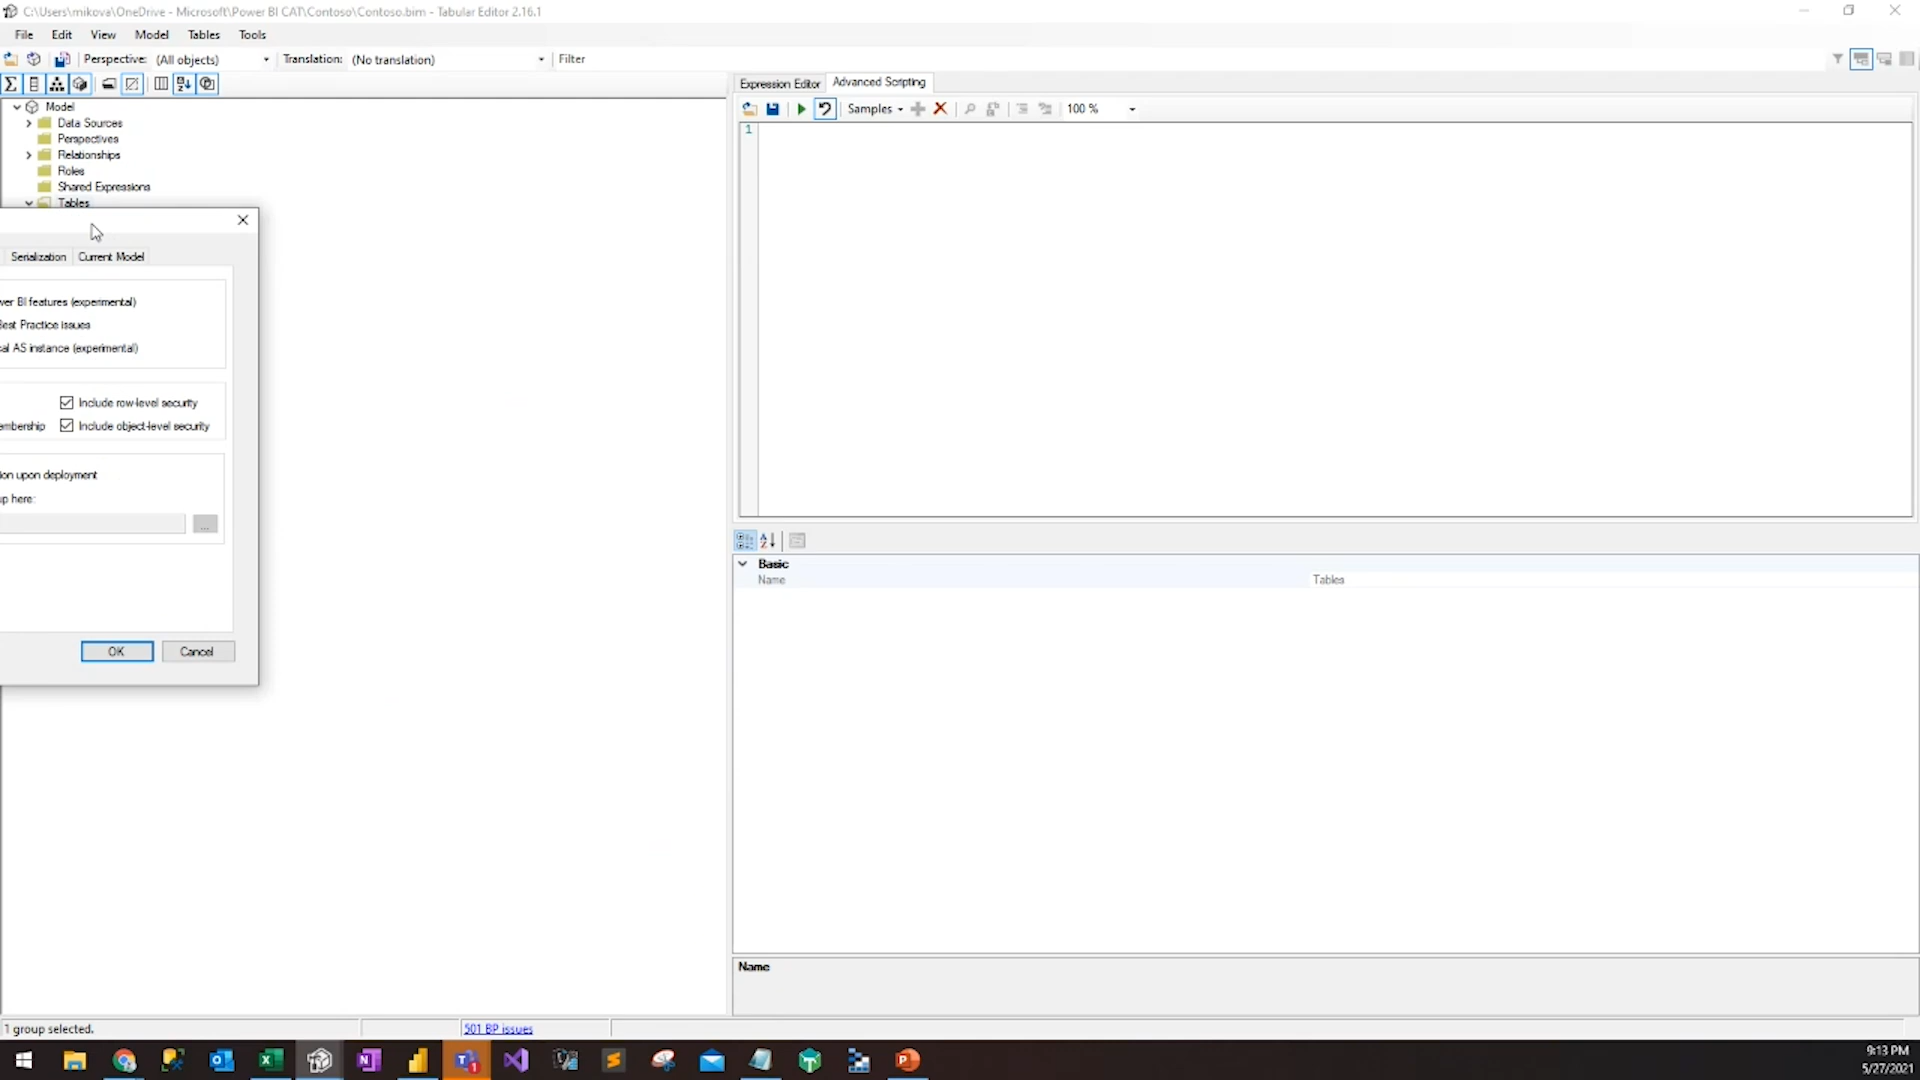 C:\Users\mikova\OneDrive - Microsoft\Power BI CAT\Contoso\Contoso.bim - Tabular Editor 2.16.1
File Edit View Model Tables Tools
Perspective: (All objects) Translation: (No translation) Filter
Expression Editor Advanced Scripting
Samples 100 %
1
Model
Data Sources
Perspectives
Relationships
Roles
Shared Expressions
Tables
Serialization Current Model
wer BI features (experimental)
Best Practice issues
cal AS instance (experimental)
Include row-level security
embership Include object-level security
ion upon deployment
up here:
...
OK Cancel
Basic
Name Tables
Name
1 group selected. 501 BP issues
9:13 PM
5/27/2021